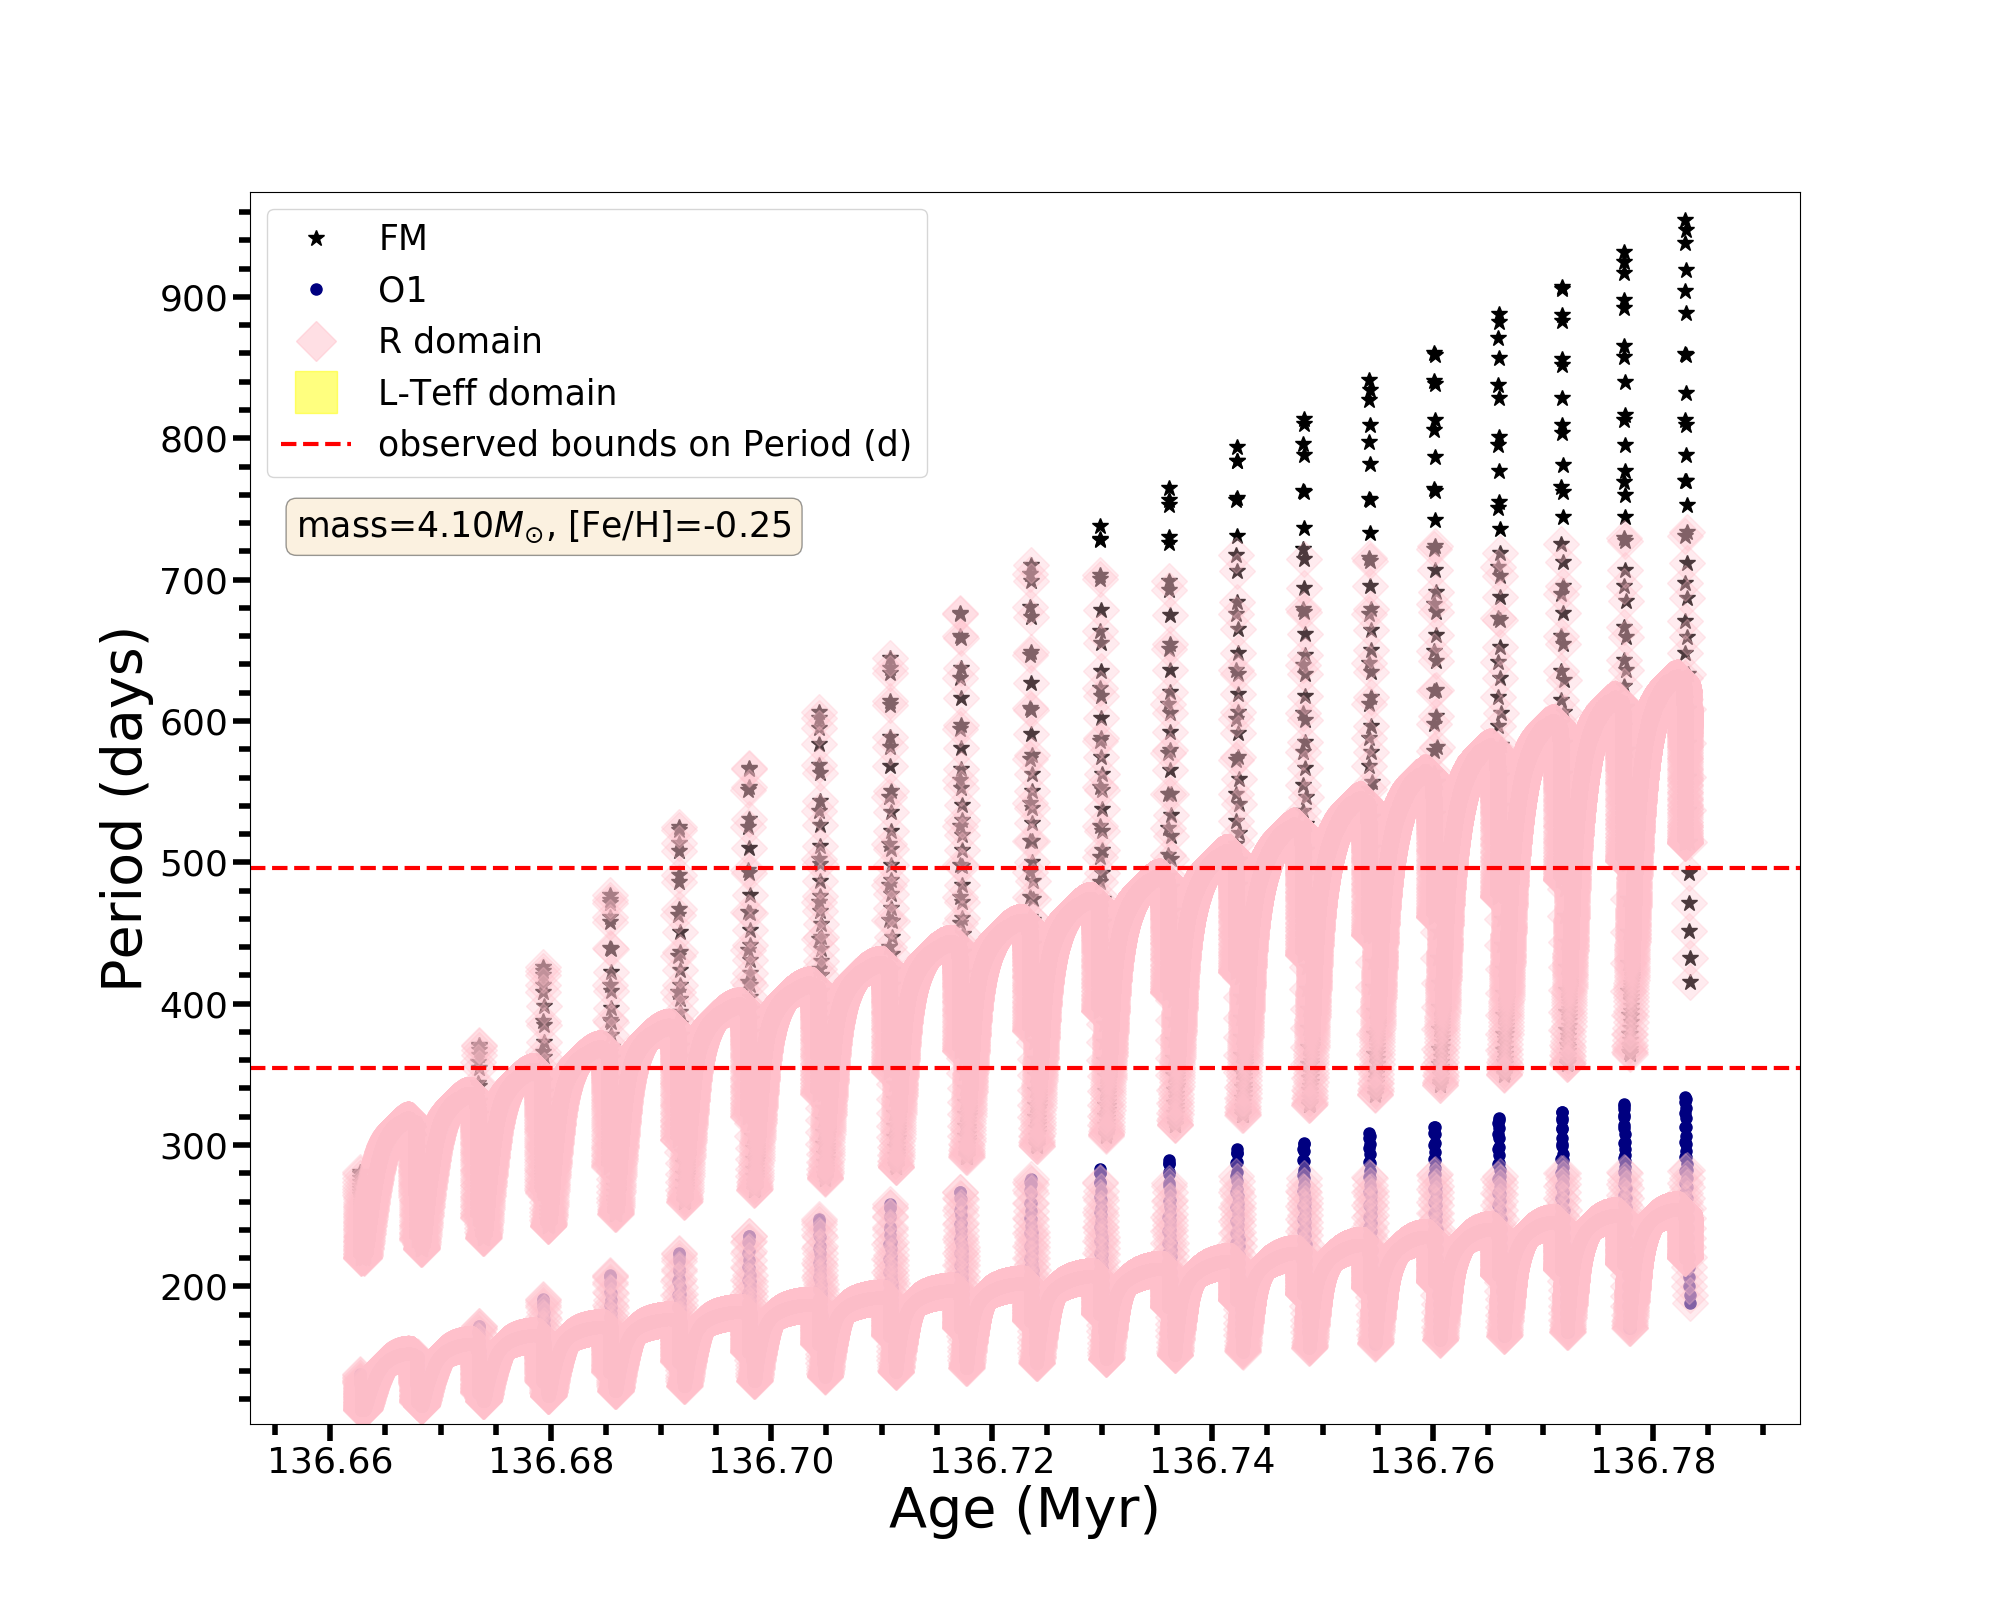 FM
O1
R domain
L-Teff domain
observed bounds on Period (d)
mass=4.10M⊙, [Fe/H]=-0.25
Period (days)
900
800
700
600
500
400
300
200
136.66 136.68 136.70 136.72 136.74 136.76 136.78
Age (Myr)